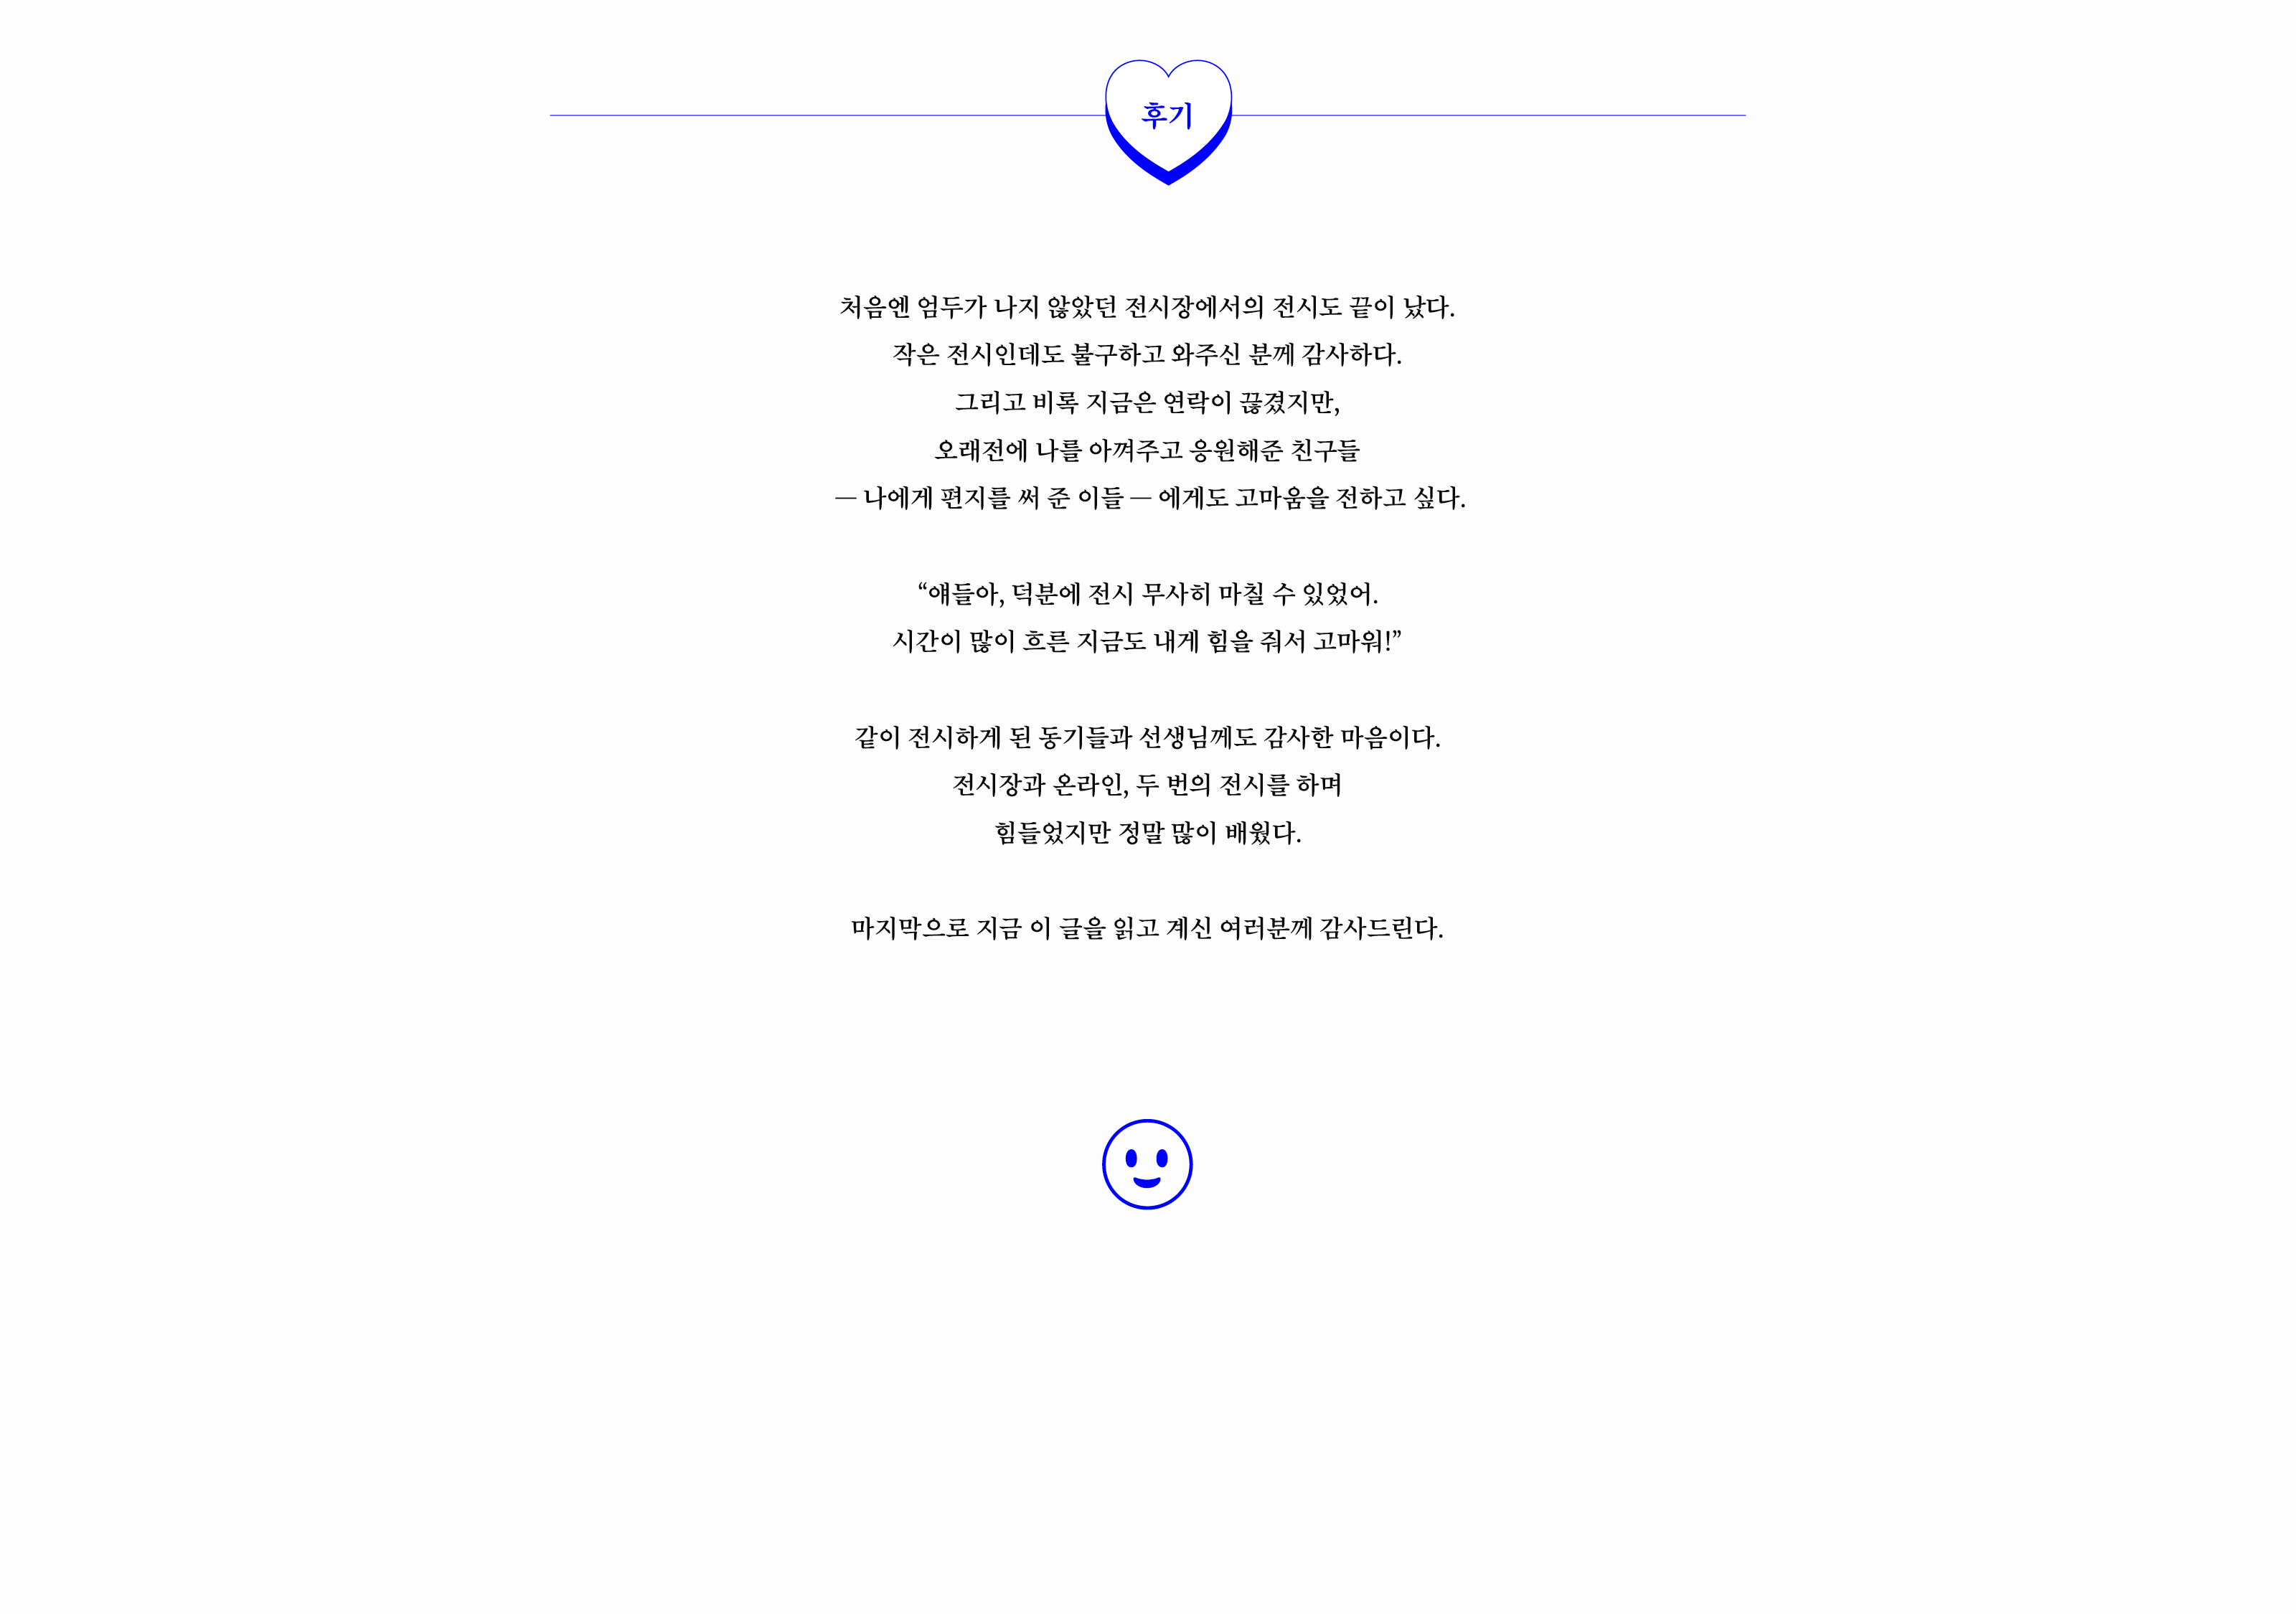 후기
처음엔 엄두가 나지 않았던 전시장에서의 전시도 끝이 났다.
작은 전시인데도 불구하고 와주신 분께 감사하다.
그리고 비록 지금은 연락이 끊겼지만,
오래전에 나를 아껴주고 응원해준 친구들
— 나에게 편지를 써 준 이들 — 에게도 고마움을 전하고 싶다.
“얘들아, 덕분에 전시 무사히 마칠 수 있었어.
시간이 많이 흐른 지금도 내게 힘을 줘서 고마워!”
같이 전시하게 된 동기들과 선생님께도 감사한 마음이다.
전시장과 온라인, 두 번의 전시를 하며
힘들었지만 정말 많이 배웠다.
마지막으로 지금 이 글을 읽고 계신 여러분께 감사드린다.